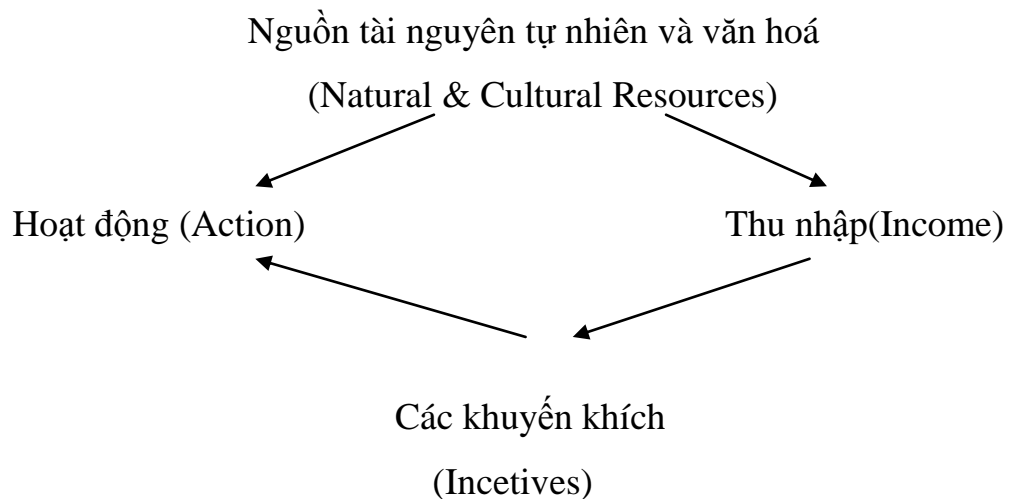 Nguồn tài nguyên tự nhiên và văn hoá
(Natural & Cultural Resources)
Hoạt động (Action)
Thu nhập(Income)
Các khuyến khích
(Incetives)